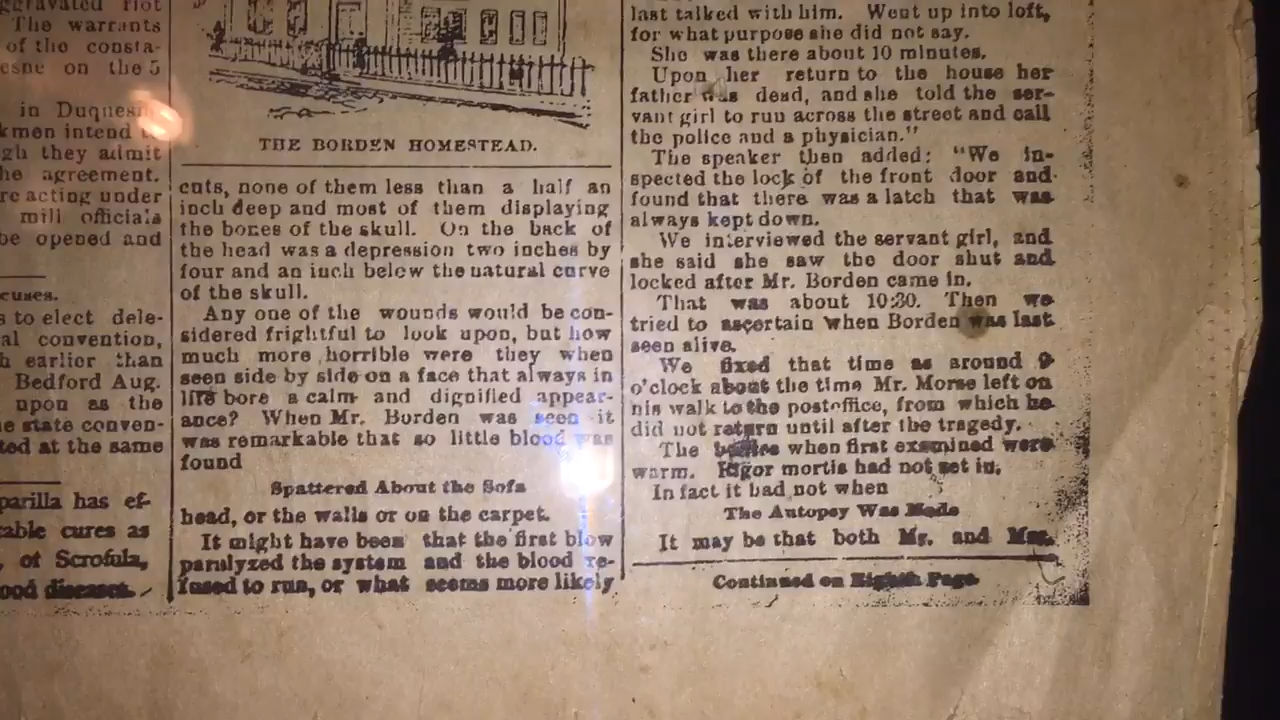 ggravated riot
The warrants
of the consta-
esne on the 5
in Duquesn
kmen intend t
gh they admit
he agreement.
re acting under
mill officials
be opened and
cuses.
s to elect dele-
al convention,
h earlier than
Bedford Aug.
upon as the
e state conven-
ted at the same
parilla has ef-
table cures as
, of Scrofula,
ood diseases.
THE BORDEN HOMESTEAD.
cuts, none of them less than a half an
inch deep and most of them displaying
the bones of the skull. On the back of
the head was a depression two inches by
four and an inch below the natural curve
of the skull.
Any one of the wounds would be con-
sidered frightful to look upon, but how
much more horrible were they when
seen side by side on a face that always in
life bore a calm and dignified appear-
ance? When Mr. Borden was seen it
was remarkable that so little blood was
found
Spattered About the Sofa
head, or the walls or on the carpet.
It might have been that the first blow
paralyzed the system and the blood re-
fused to run, or what seems more likely
last talked with him. Went up into loft,
for what purpose she did not say.
She was there about 10 minutes.
Upon her return to the house her
father was dead, and she told the ser-
vant girl to run across the street and call
the police and a physician."
The speaker then added: "We in-
spected the lock of the front door and
found that there was a latch that was
always kept down.
We interviewed the servant girl, and
she said she saw the door shut and
locked after Mr. Borden came in.
That was about 10:30. Then we
tried to ascertain when Borden was last
seen alive.
We fixed that time as around 9
o'clock about the time Mr. Morse left on
his walk to the postoffice, from which he
did not return until after the tragedy.
The bodies when first examined were
warm. Rigor mortis had not set in.
In fact it had not when
The Autopsy Was Made
It may be that both Mr. and Mrs.
Continued on Eighth Page.